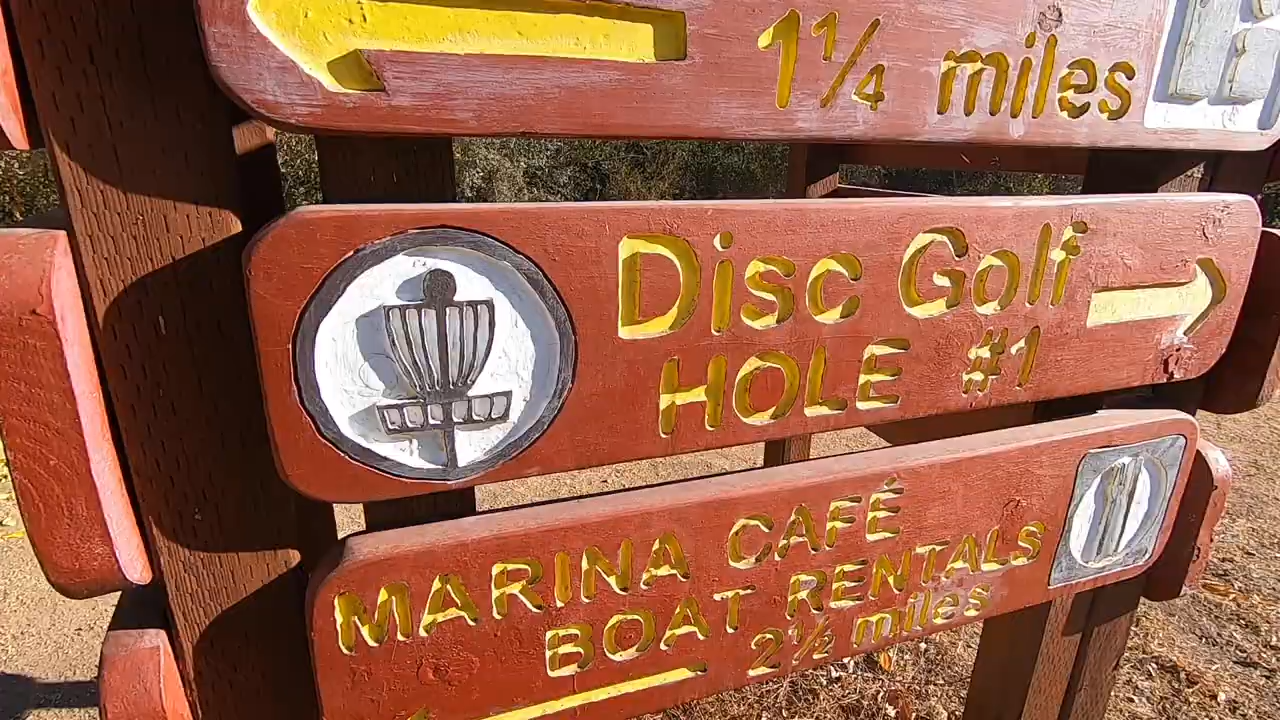 1¼ miles
Disc Golf
HOLE #1
MARINA CAFÉ
BOAT RENTALS
2½ miles